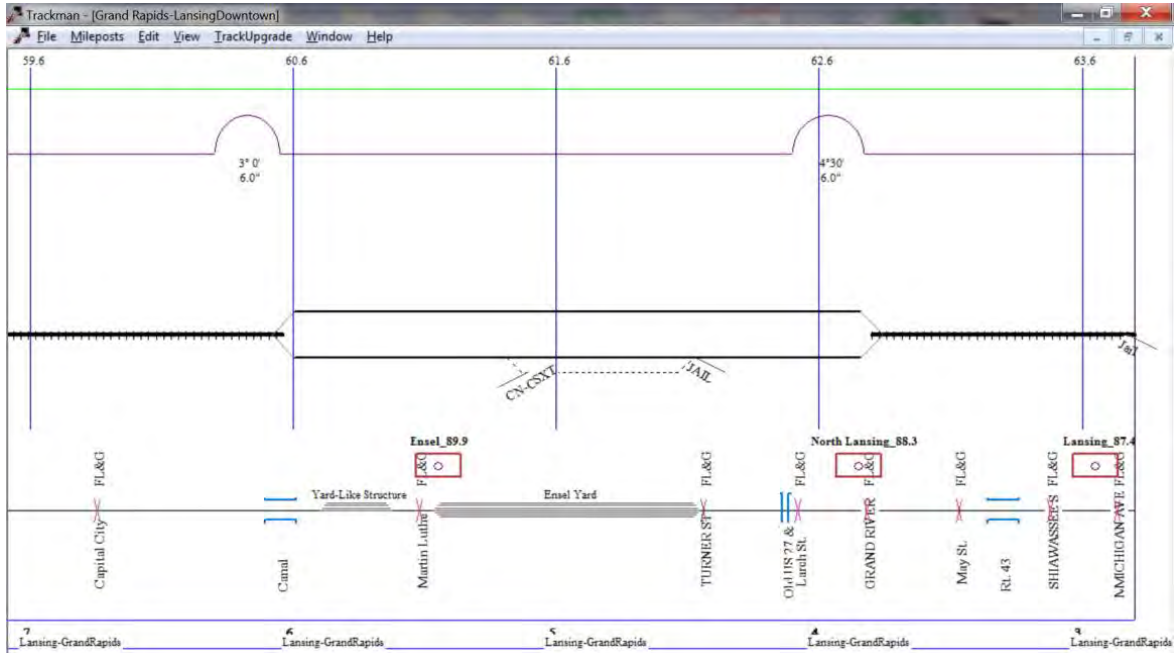 Trackman - [Grand Rapids-LansingDowntown]
File Mileposts Edit View TrackUpgrade Window Help
59.6 60.6 61.6 62.6 63.6
3° 0' 4°30'
6.0" 6.0"
Jail
CN-CSXT JAIL
Ensel_89.9 North Lansing_88.3 Lansing_87.4
FL&G FL&G FL&G FL&G FL&G FL&G FL&G FL&G
Yard-Like Structure Ensel Yard
Capital City
Canal
Martin Luthe
TURNER ST
Old US 27 &
Larch St.
GRAND RIVER
May St.
Rt. 43
SHIAWASSEE S
MMICHIGAN AVE
7 6 5 4 3
Lansing-GrandRapids Lansing-GrandRapids Lansing-GrandRapids Lansing-GrandRapids Lansing-GrandRapids